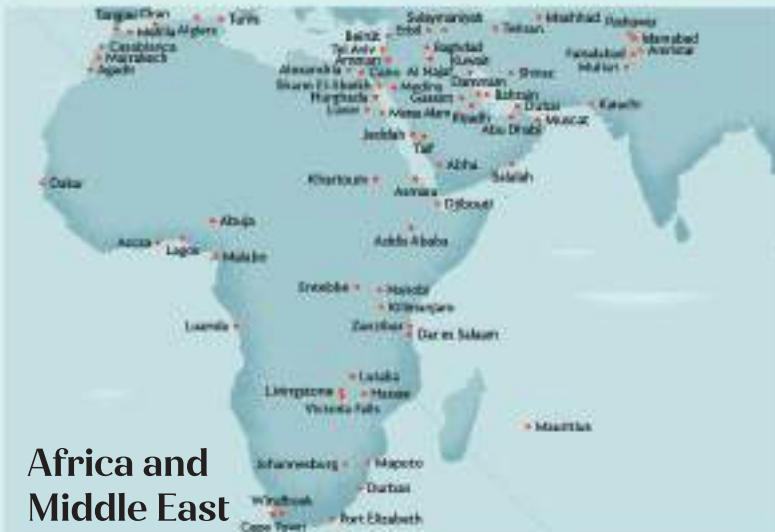 Oran
Tunis
Sulaymaniyah
Mashhad
Peshawar
Melilla Algiers
Beirut
Erbil
Tehran
Islamabad
Casablanca
Tel Aviv
Baghdad
Faisalabad
Amritsar
Marrakech
Amman
Kuwait
Multan
Agadir
Alexandria
Cairo
Al Najaf
Shiraz
Dammam
Sharm El-Sheikh
Medina
Gassim
Bahrain
Hurghada
Dubai
Karachi
Luxor
Marsa Alam
Riyadh
Muscat
Abu Dhabi
Jeddah
Taif
Abha
Salalah
Dakar
Khartoum
Asmara
Djibouti
Abuja
Accra
Lagos
Addis Ababa
Malabo
Entebbe
Nairobi
Kilimanjaro
Luanda
Zanzibar
Dar es Salaam
Lusaka
Livingstone
Harare
Victoria Falls
Mauritius
Africa and
Johannesburg
Maputo
Middle East
Durban
Windhoek
Cape Town
Port Elizabeth